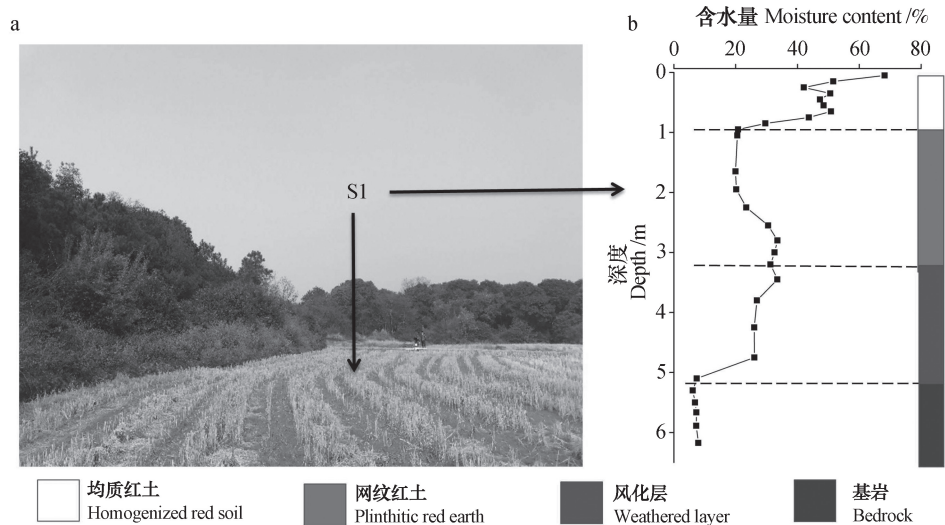 a
b
含水量 Moisture content /%
0 20 40 60 80
0
1
2
3
4
5
6
深度
Depth /m
S1
均质红土
Homogenized red soil
网纹红土
Plinthitic red earth
风化层
Weathered layer
基岩
Bedrock